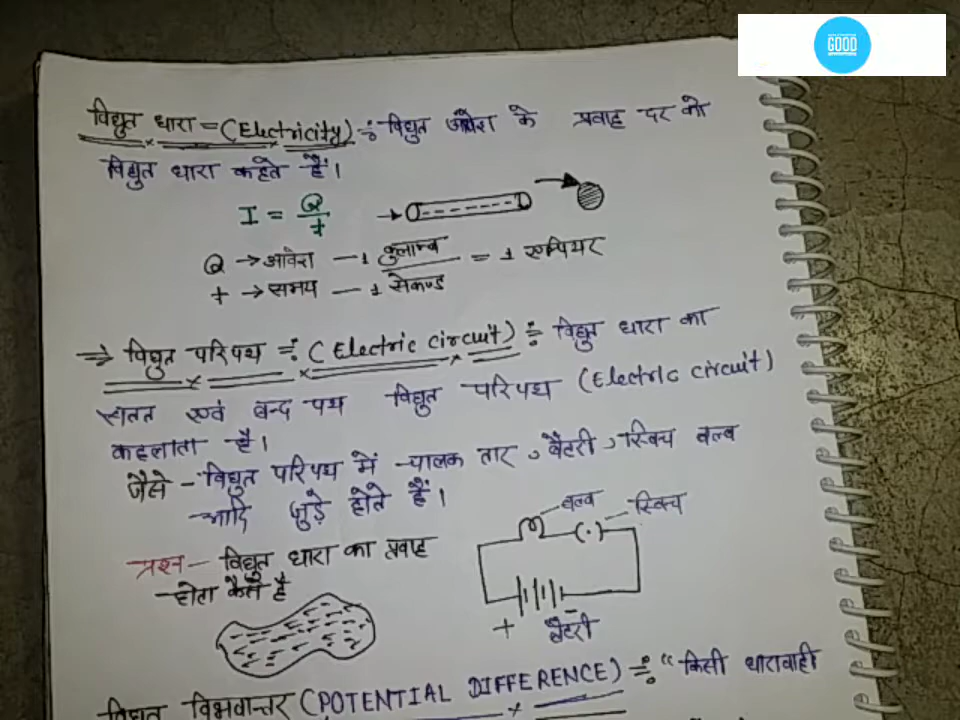 GOOD
विद्युत धारा = (Electricity) ÷ विद्युत आवेश के प्रवाह दर को
विद्युत धारा कहते हैं।
I = Q/t
Q → आवेश — 1 कुलाम्ब = 1 एम्पियर
t → समय — 1 सेकण्ड
⇒ विद्युत परिपथ ÷ (Electric circuit) ÷ विद्युत धारा का
सतत एवं बन्द पथ विद्युत परिपथ (Electric circuit)
कहलाता है।
जैसे - विद्युत परिपथ में चालक तार, बैटरी, स्विच बल्ब
आदि जुड़े होते हैं।
बल्ब स्विच
प्रश्न - विद्युत धारा का प्रवाह
होता कैसे है
+ − बैटरी
विद्युत विभवान्तर (POTENTIAL DIFFERENCE) ÷ "किसी धारावाही